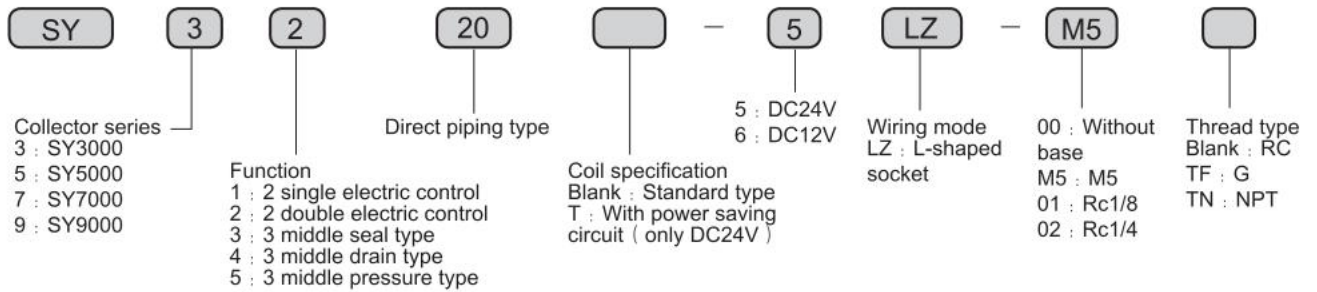 SY 3 2 20 – 5 LZ – M5
Collector series
3 : SY3000
5 : SY5000
7 : SY7000
9 : SY9000
Function
1 : 2 single electric control
2 : 2 double electric control
3 : 3 middle seal type
4 : 3 middle drain type
5 : 3 middle pressure type
Direct piping type
Coil specification
Blank : Standard type
T : With power saving
circuit ( only DC24V )
5 : DC24V
6 : DC12V
Wiring mode
LZ : L-shaped
socket
00 : Without
base
M5 : M5
01 : Rc1/8
02 : Rc1/4
Thread type
Blank : RC
TF : G
TN : NPT